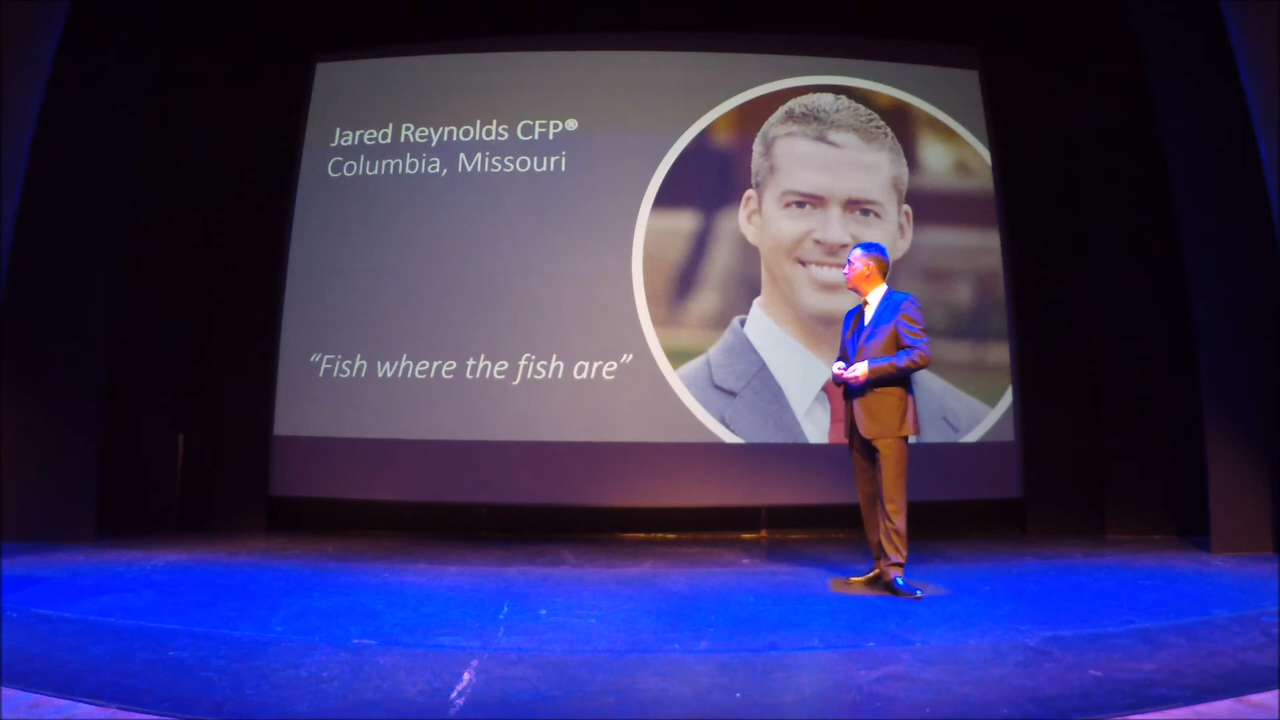 Jared Reynolds CFP®
Columbia, Missouri
“Fish where the fish are”